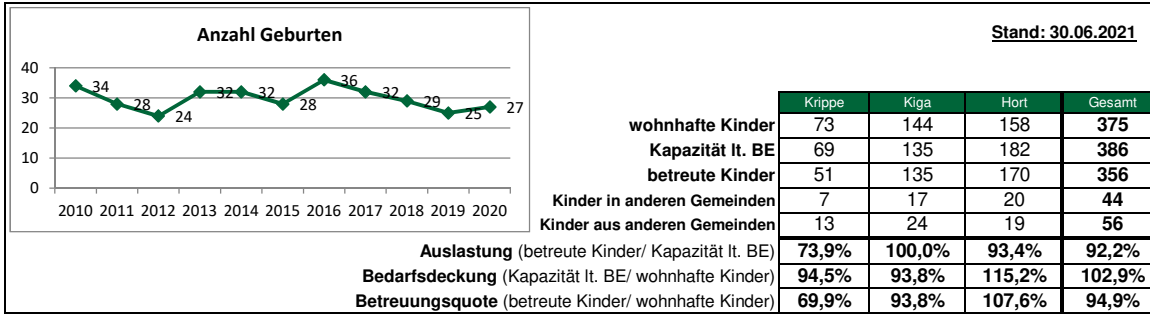 Anzahl Geburten
Stand: 30.06.2021
40
30
20
10
0
34
28
24
32
32
28
36
32
29
25
27
2010 2011 2012 2013 2014 2015 2016 2017 2018 2019 2020
Krippe Kiga Hort Gesamt
wohnhafte Kinder 73 144 158 375
Kapazität lt. BE 69 135 182 386
betreute Kinder 51 135 170 356
Kinder in anderen Gemeinden 7 17 20 44
Kinder aus anderen Gemeinden 13 24 19 56
Auslastung (betreute Kinder/ Kapazität lt. BE) 73,9% 100,0% 93,4% 92,2%
Bedarfsdeckung (Kapazität lt. BE/ wohnhafte Kinder) 94,5% 93,8% 115,2% 102,9%
Betreuungsquote (betreute Kinder/ wohnhafte Kinder) 69,9% 93,8% 107,6% 94,9%